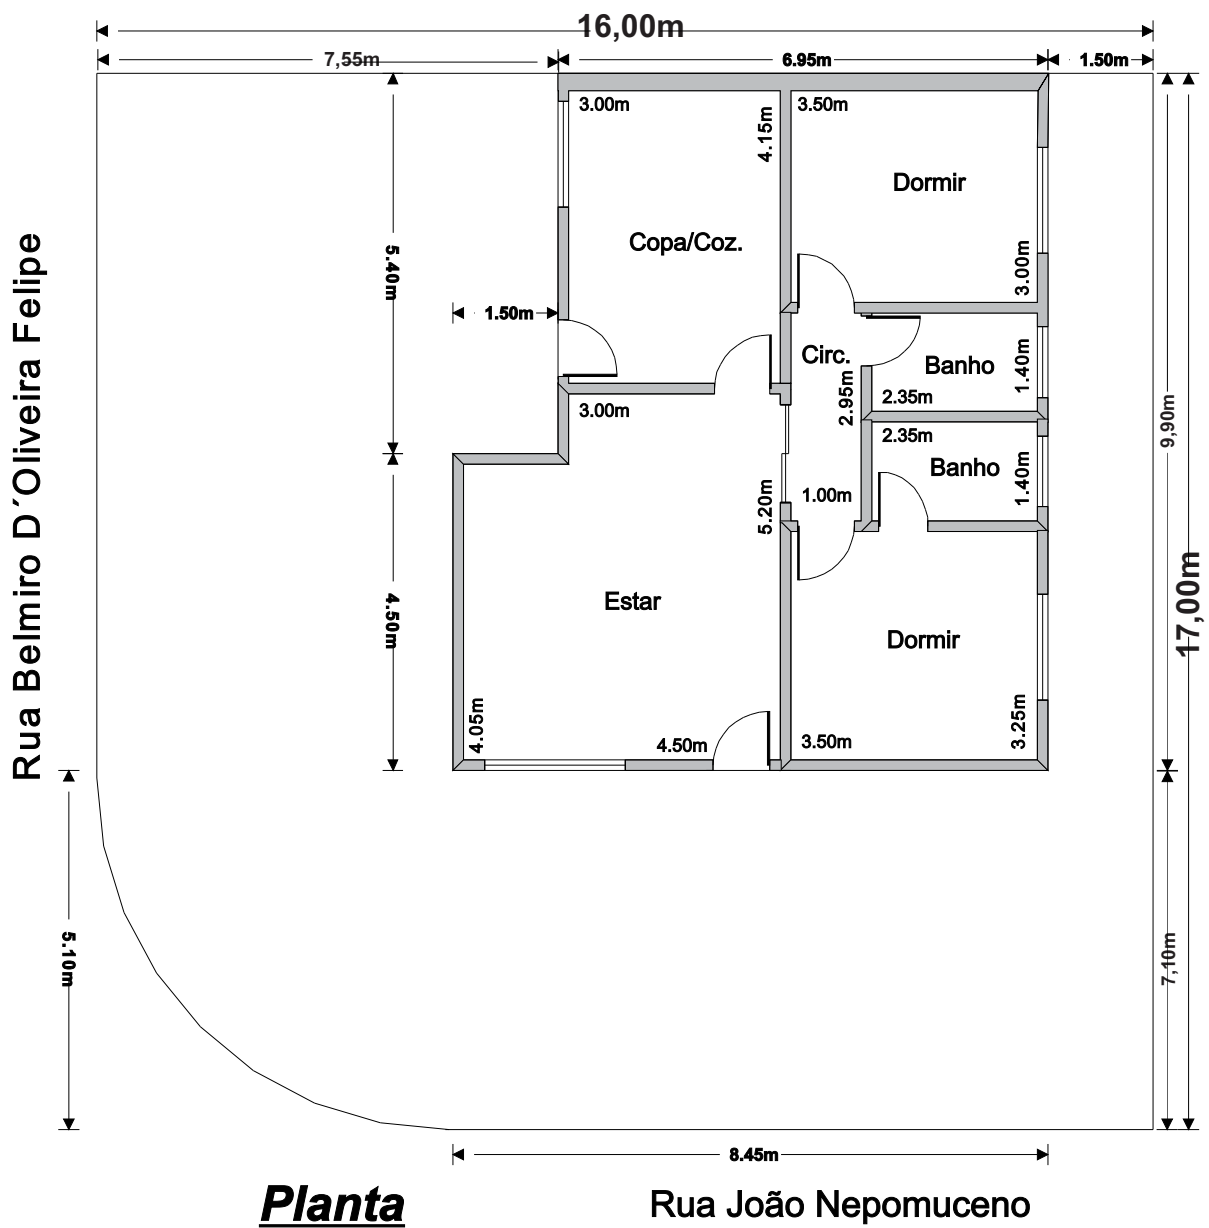 16,00m
7,55m
6.95m
1.50m
3.00m
4.15m
3.50m
Dormir
Copa/Coz.
3.00m
5.40m
1.50m
Circ.
Banho
1.40m
2.95m
2.35m
3.00m
2.35m
Banho
1.40m
9,90m
5.20m
1.00m
Rua Belmiro D´Oliveira Felipe
4.50m
Estar
Dormir
17,00m
4.05m
4.50m
3.50m
3.25m
5.10m
7,10m
8.45m
Planta
Rua João Nepomuceno